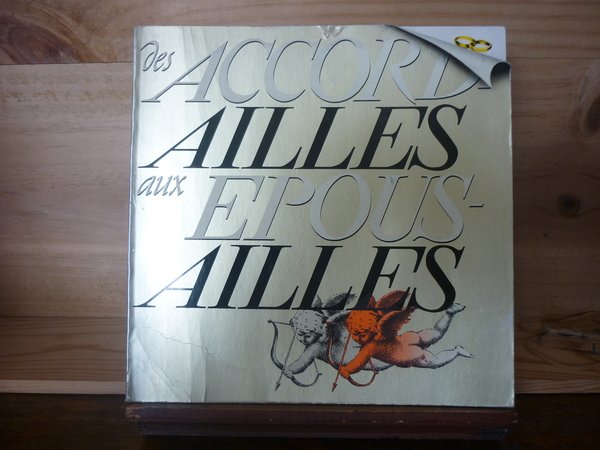 des ACCORD-
AILLES
aux EPOUS-
AILLES